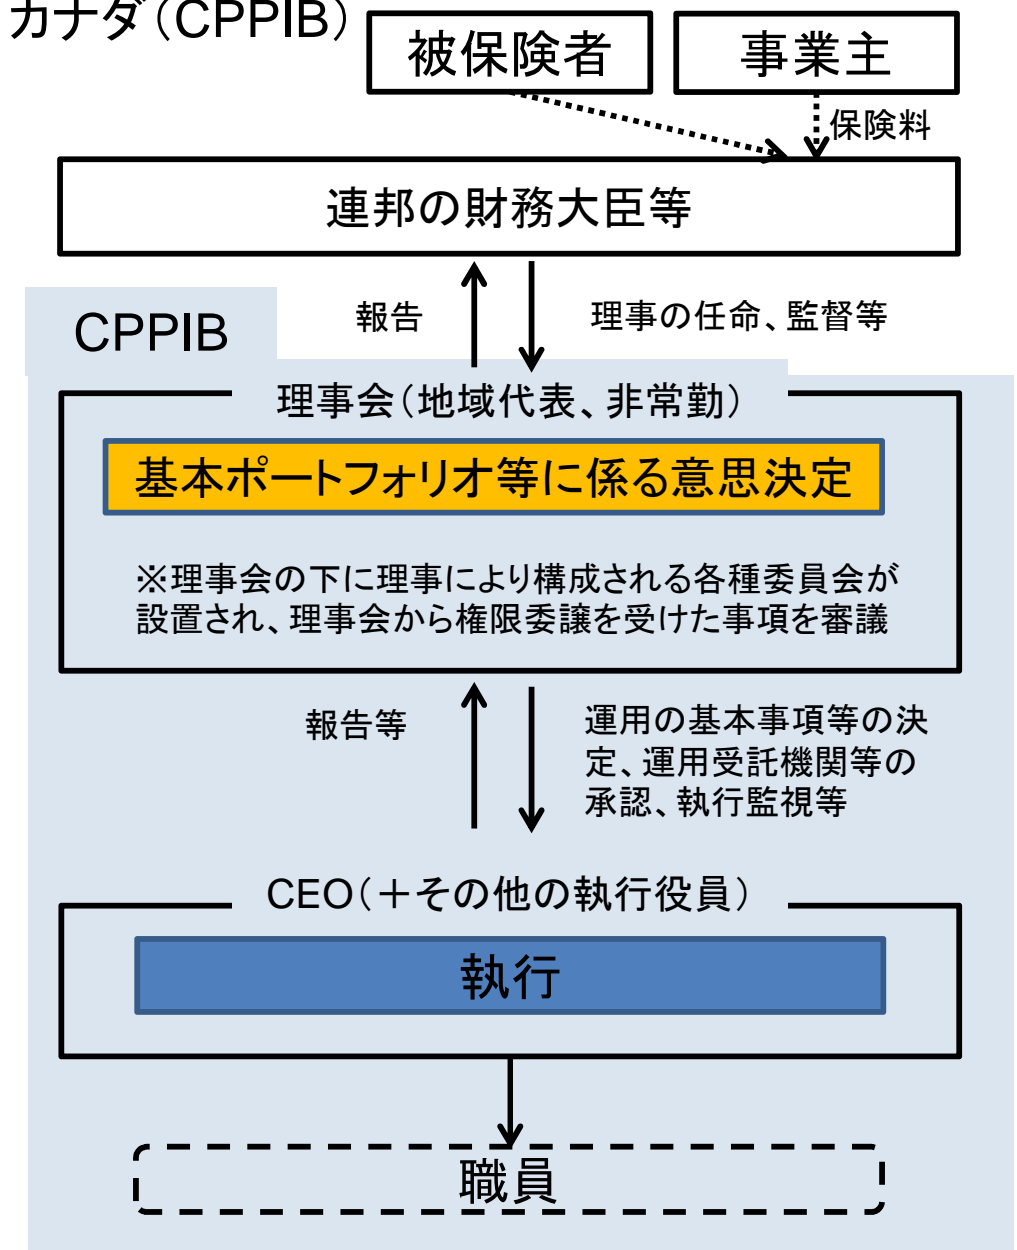 カナダ（CPPIB）
被保険者
事業主
保険料
連邦の財務大臣等
報告
理事の任命、監督等
CPPIB
理事会（地域代表、非常勤）
基本ポートフォリオ等に係る意思決定
※理事会の下に理事により構成される各種委員会が
設置され、理事会から権限委譲を受けた事項を審議
報告等
運用の基本事項等の決
定、運用受託機関等の
承認、執行監視等
CEO（＋その他の執行役員）
執行
職員